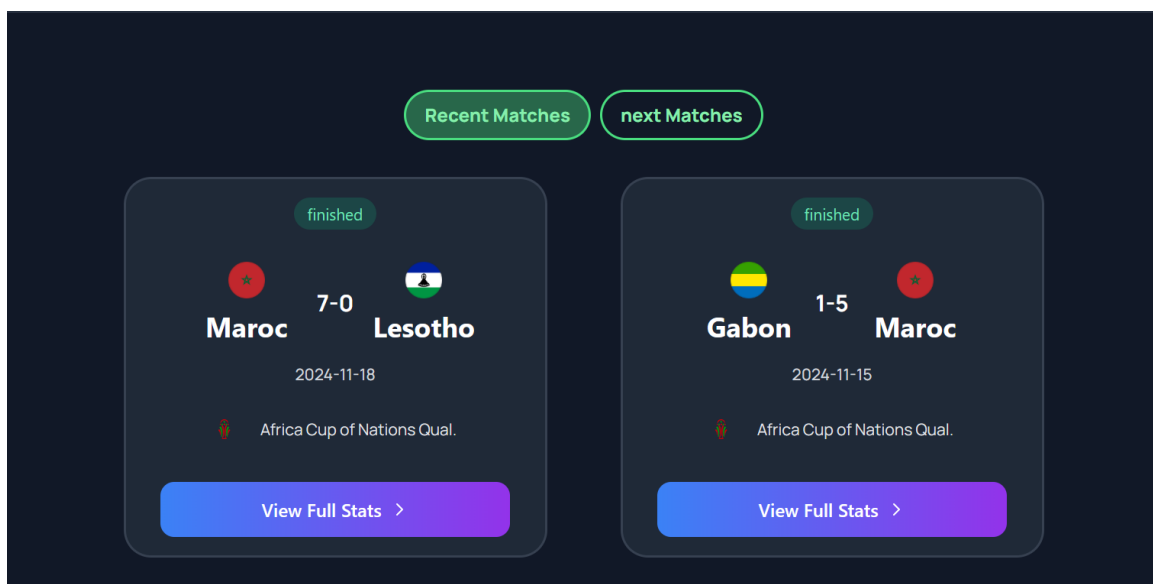 Recent Matches
next Matches
finished
7-0
Maroc
Lesotho
2024-11-18
Africa Cup of Nations Qual.
View Full Stats
finished
1-5
Gabon
Maroc
2024-11-15
Africa Cup of Nations Qual.
View Full Stats